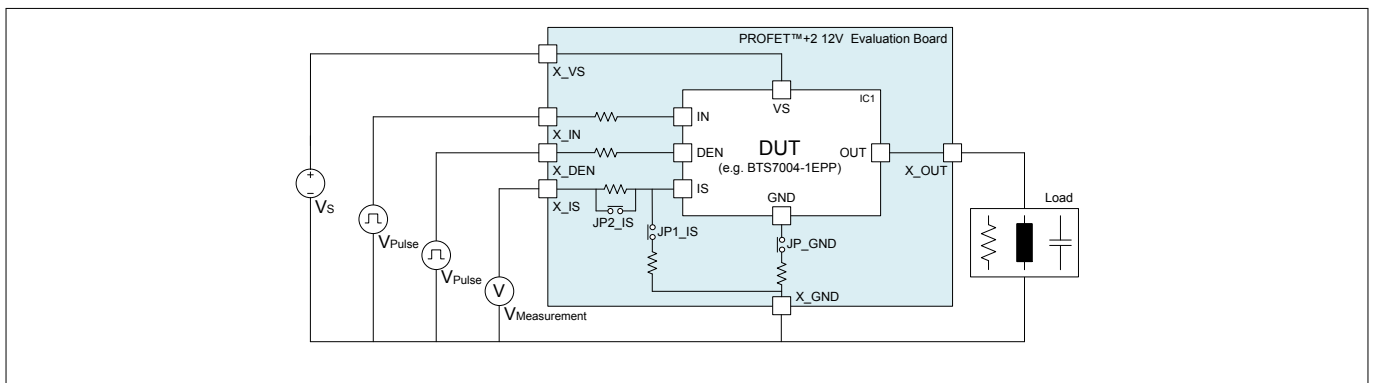 PROFET™+2 12V Evaluation Board
X_VS
IC1
VS
IN
X_IN
DUT
(e.g. BTS7004-1EPP)
DEN
OUT
X_DEN
X_OUT
IS
X_IS
GND
Load
JP2_IS
JP1_IS
JP_GND
+
–
VS
VPulse
VPulse
V
VMeasurement
X_GND